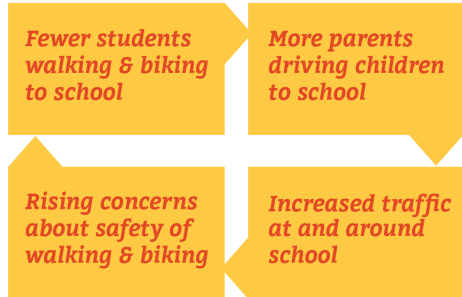 Fewer students
walking & biking
to school
More parents
driving children
to school
Rising concerns
about safety of
walking & biking
Increased traffic
at and around
school